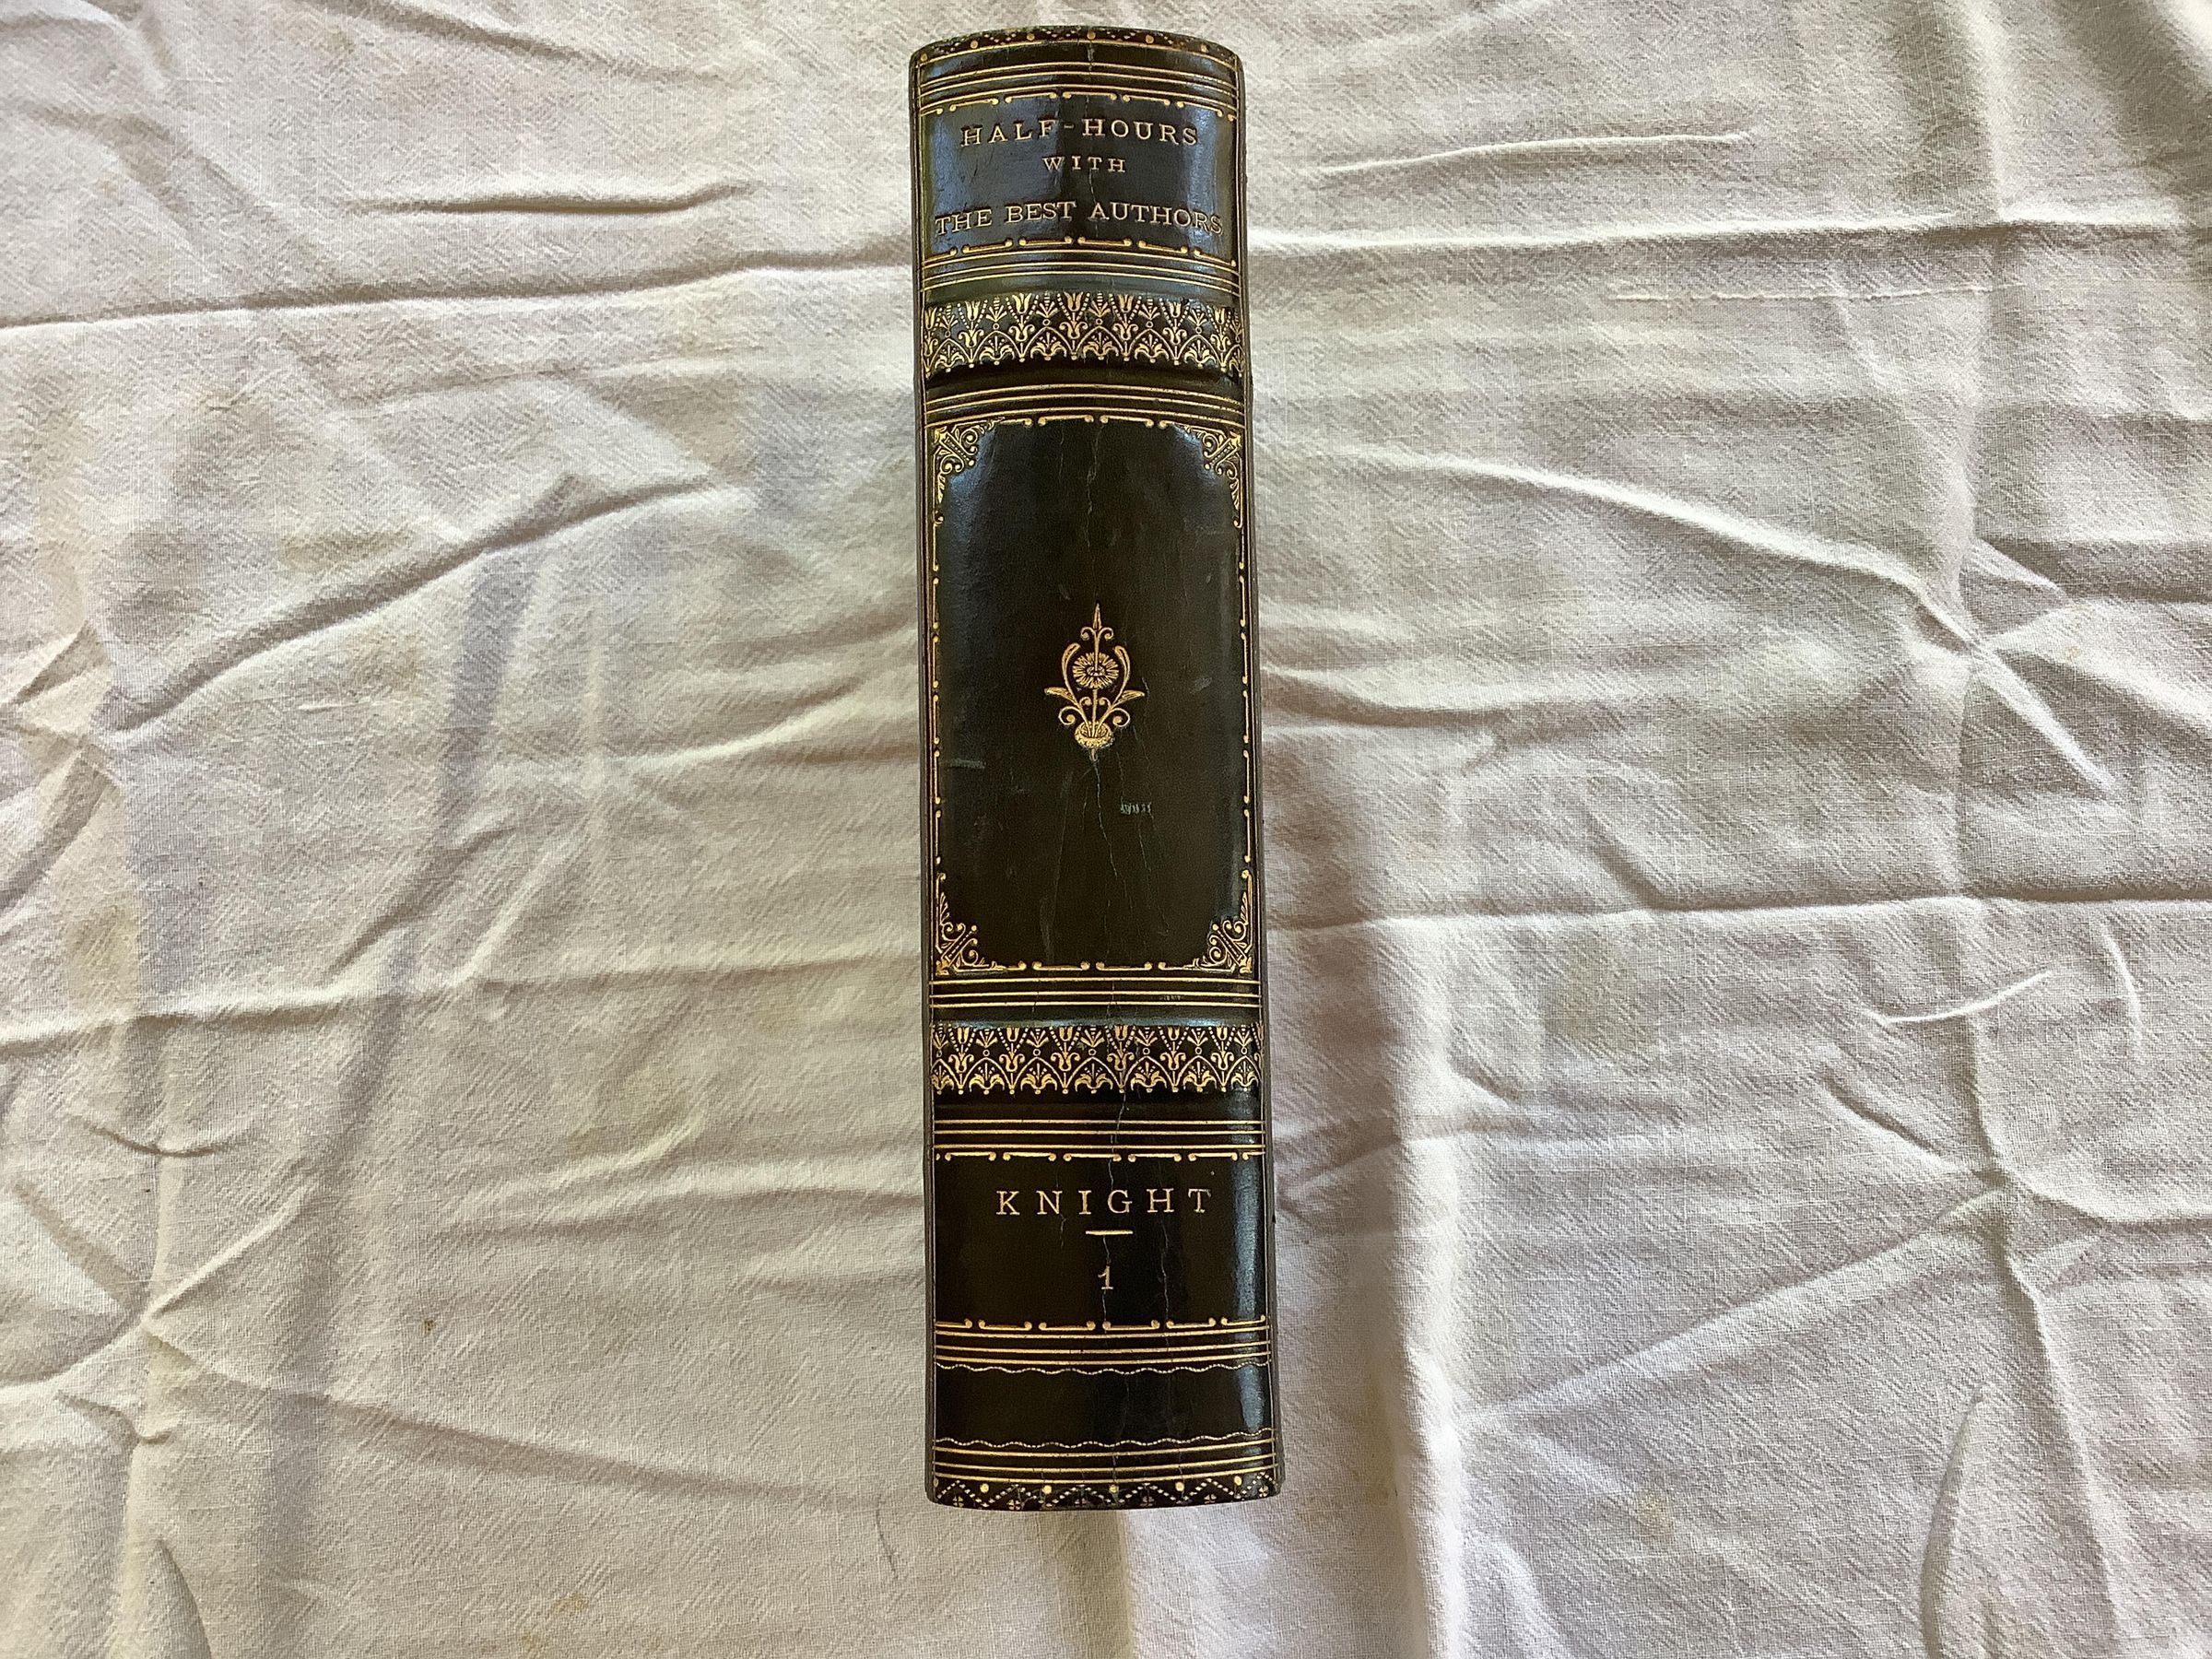 HALF-HOURS
WITH
THE BEST AUTHORS
KNIGHT
1